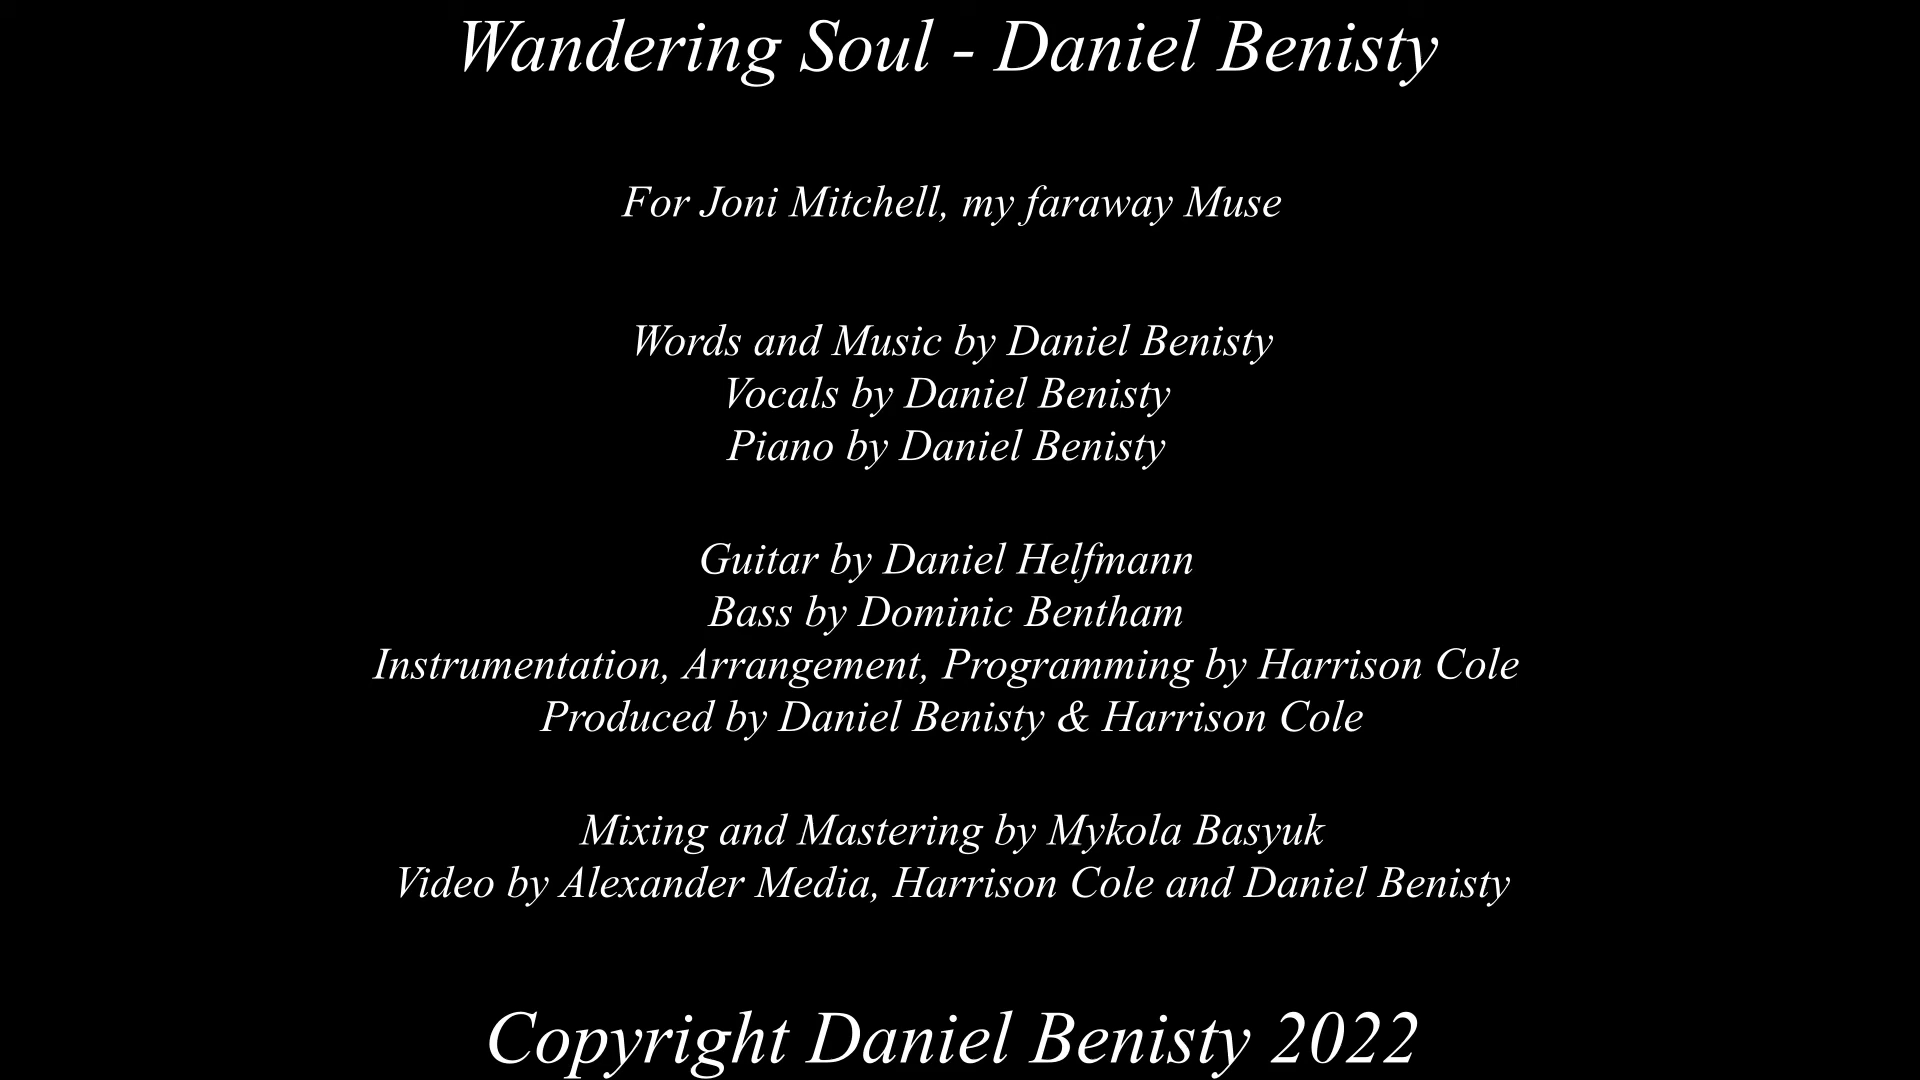 Wandering Soul - Daniel Benisty
For Joni Mitchell, my faraway Muse
Words and Music by Daniel Benisty
Vocals by Daniel Benisty
Piano by Daniel Benisty
Guitar by Daniel Helfmann
Bass by Dominic Bentham
Instrumentation, Arrangement, Programming by Harrison Cole
Produced by Daniel Benisty & Harrison Cole
Mixing and Mastering by Mykola Basyuk
Video by Alexander Media, Harrison Cole and Daniel Benisty
Copyright Daniel Benisty 2022